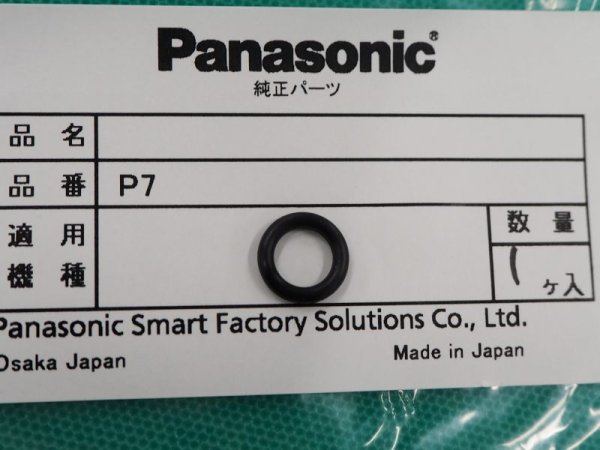 Panasonic®
純正パーツ
品名
品番 P7
適用機種
数量
1ヶ入
Panasonic Smart Factory Solutions Co., Ltd.
Osaka Japan Made in Japan